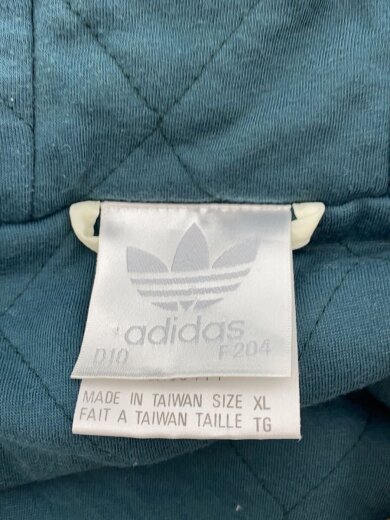 adidas
D10 F204
MADE IN TAIWAN SIZE XL
FAIT A TAIWAN TAILLE TG